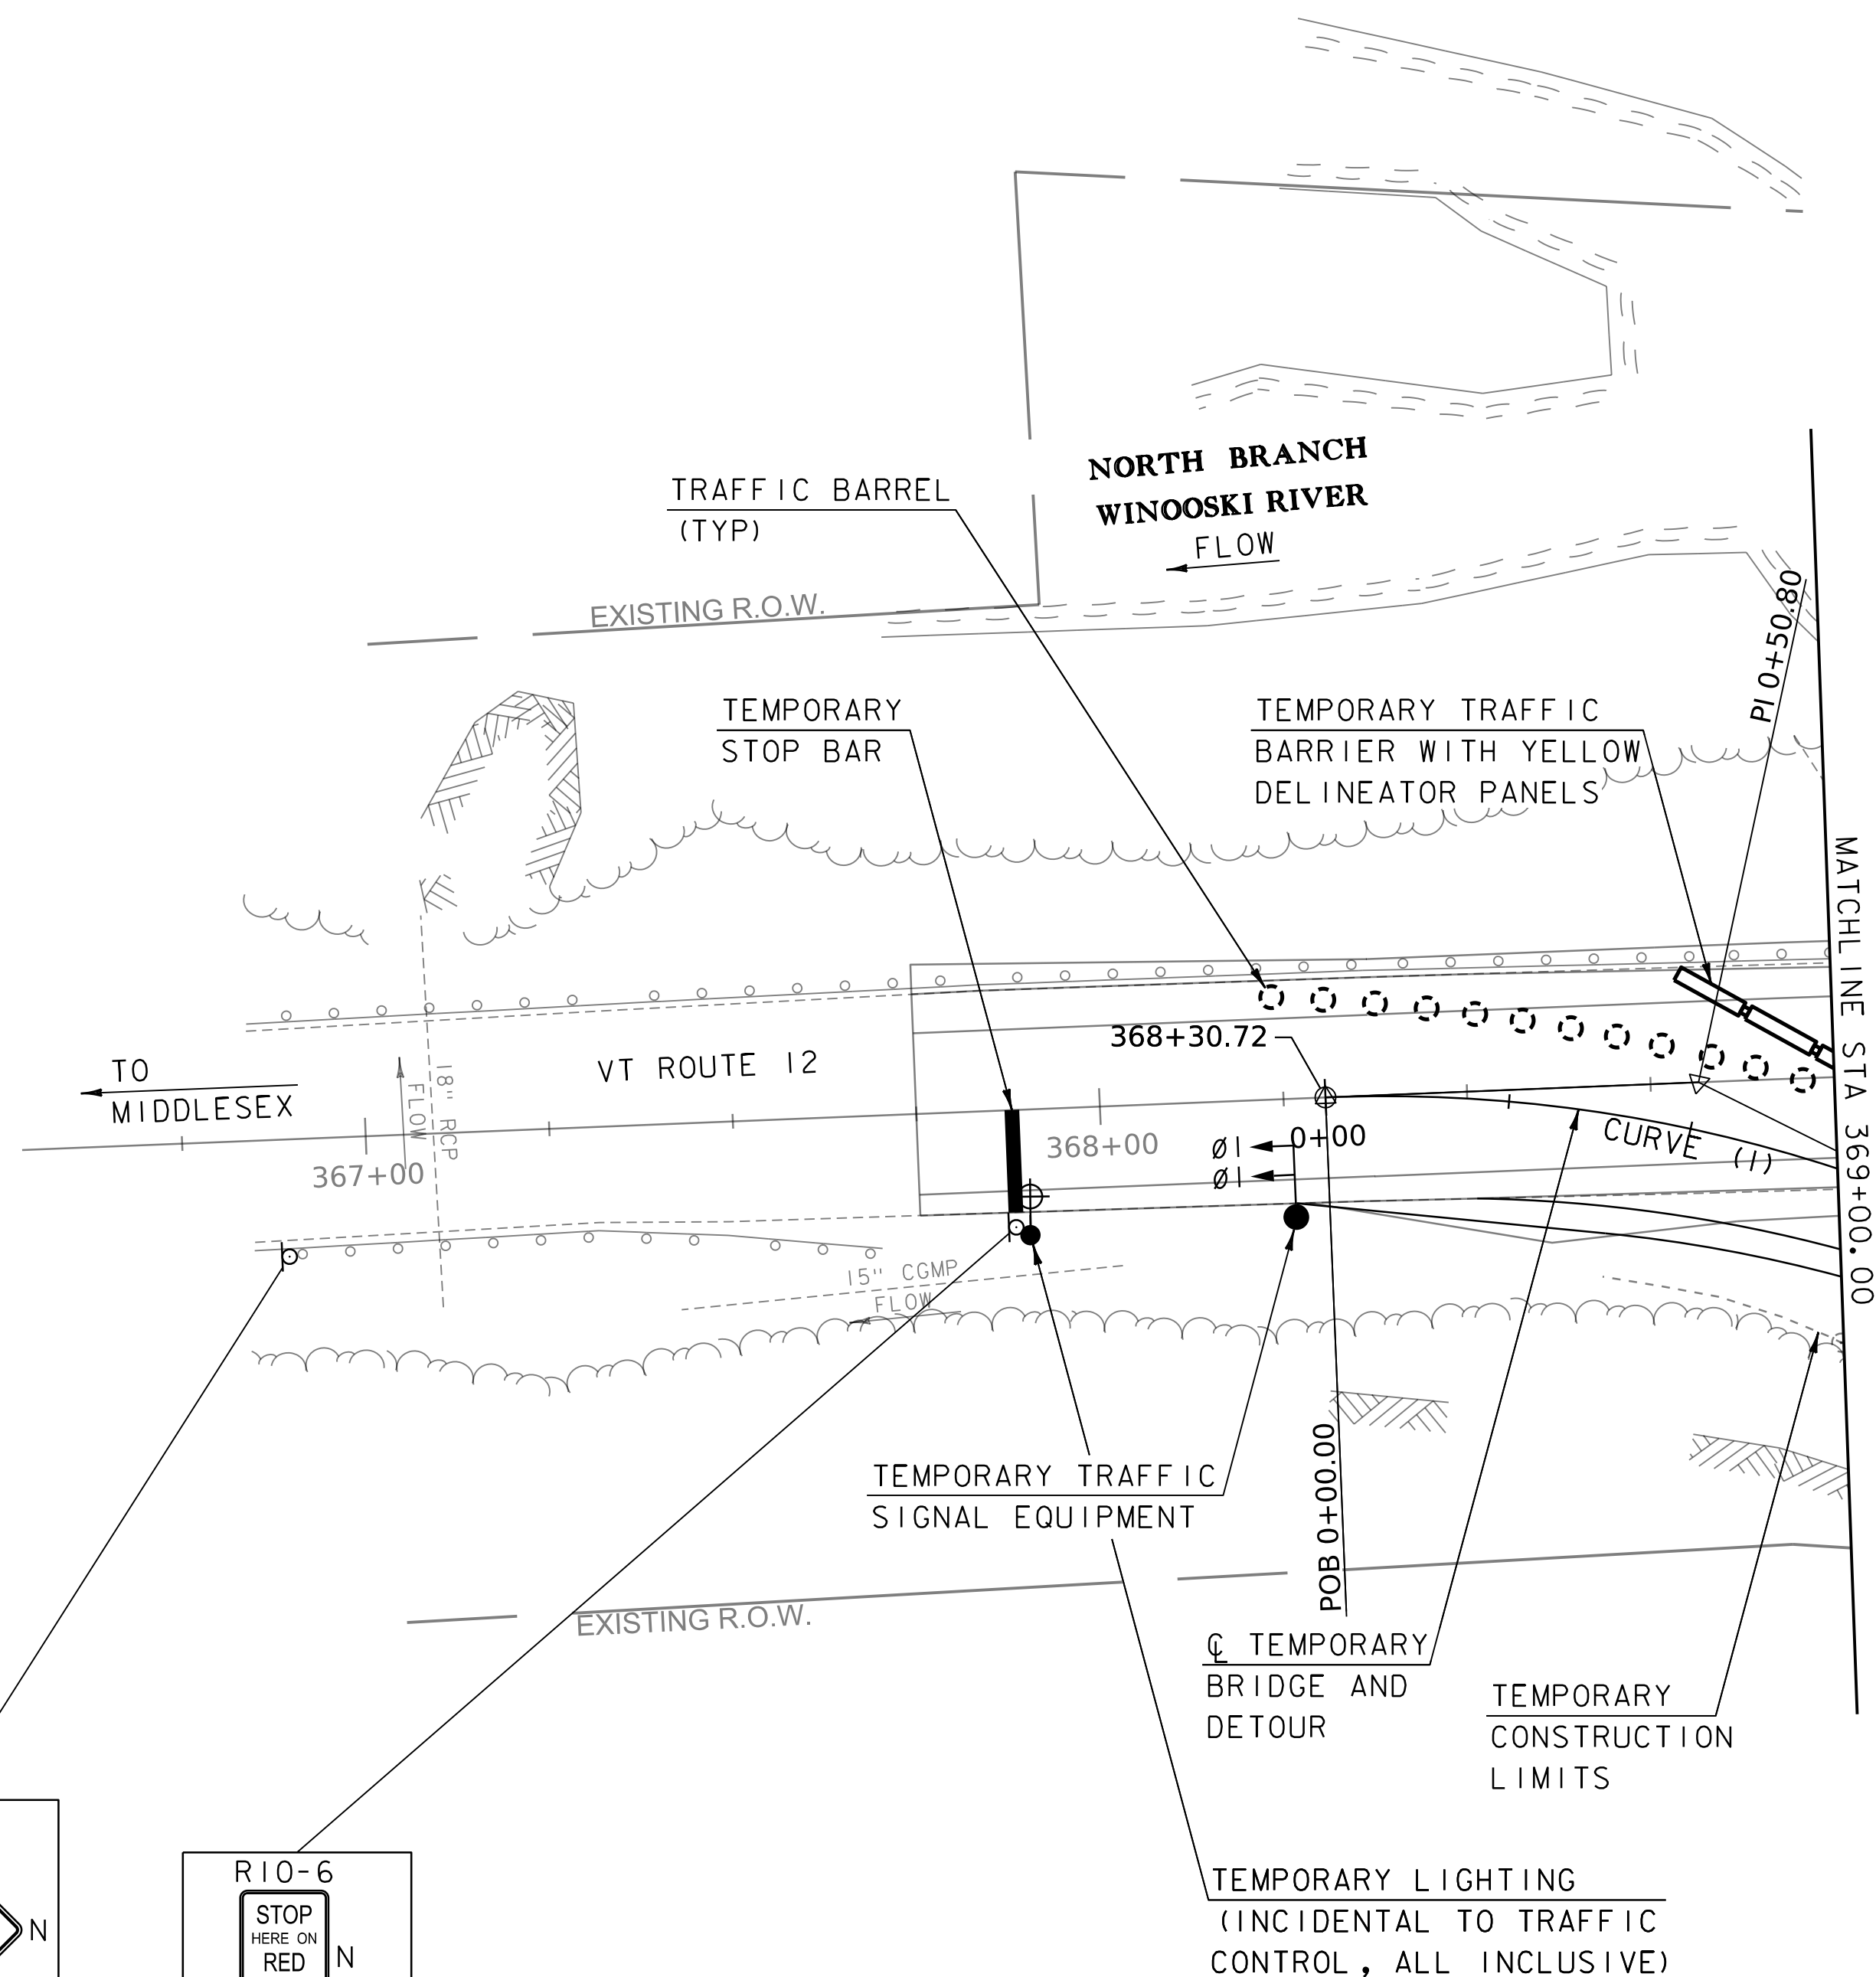 NORTH BRANCH
WINOOSKI RIVER
FLOW
TRAFFIC BARREL
(TYP)
EXISTING R.O.W.
PI 0+50.80
TEMPORARY
STOP BAR
TEMPORARY TRAFFIC
BARRIER WITH YELLOW
DELINEATOR PANELS
MATCHLINE STA 369+00.00
368+30.72
VT ROUTE 12
TO
MIDDLESEX
18" RCP
FLOW
367+00
368+00
Ø1
0+00
Ø1
CURVE (1)
15" CGMP
FLOW
TEMPORARY TRAFFIC
SIGNAL EQUIPMENT
POB 0+00.00
EXISTING R.O.W.
℄ TEMPORARY
BRIDGE AND
DETOUR
TEMPORARY
CONSTRUCTION
LIMITS
TEMPORARY LIGHTING
(INCIDENTAL TO TRAFFIC
CONTROL, ALL INCLUSIVE)
N
R10-6
STOP
HERE ON
RED
N